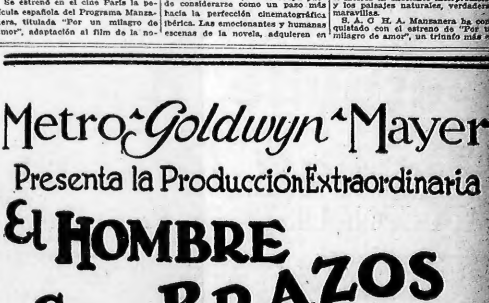 Se estrenó en el cine París la pe-
lícula española del Programa Manza-
nera, titulada "Por un milagro de
amor", adaptación al film de la no-
de considerarse como un paso más
hacia la perfección cinematográfica
ibérica. Las emocionantes y humanas
escenas de la novela, adquieren en
y los paisajes naturales, verdaderas
maravillas.
S. A. G. H. A. Manzanera ha con-
quistado con el estreno de "Por u
milagro de amor", un triunfo más e
Metro-Goldwyn-Mayer
Presenta la Producción Extraordinaria
El HOMBRE
BRAZOS